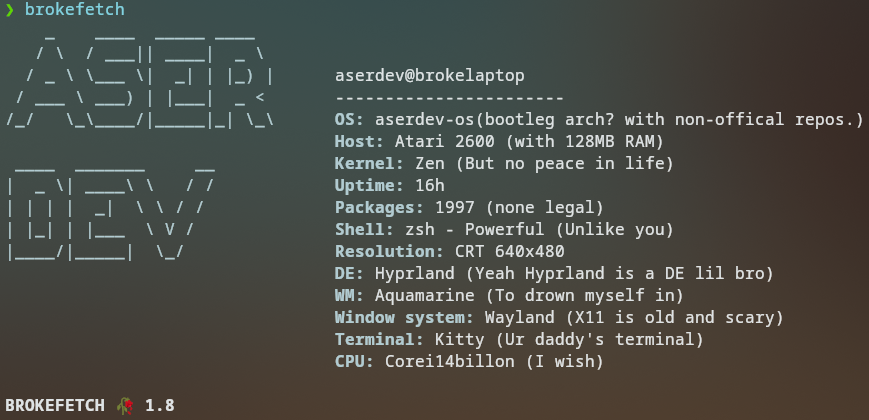 ❯ brokefetch
ASER
DEV
aserdev@brokelaptop
-----------------------
OS: aserdev-os(bootleg arch? with non-offical repos.)
Host: Atari 2600 (with 128MB RAM)
Kernel: Zen (But no peace in life)
Uptime: 16h
Packages: 1997 (none legal)
Shell: zsh - Powerful (Unlike you)
Resolution: CRT 640x480
DE: Hyprland (Yeah Hyprland is a DE lil bro)
WM: Aquamarine (To drown myself in)
Window system: Wayland (X11 is old and scary)
Terminal: Kitty (Ur daddy's terminal)
CPU: Corei14billon (I wish)
BROKEFETCH 🥀 1.8